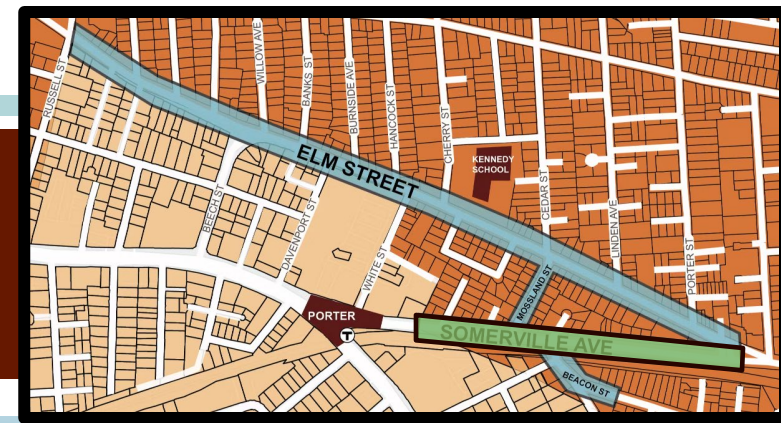 RUSSELL ST
WILLOW AVE
BANKS ST
BURNSIDE AVE
HANCOCK ST
CHERRY ST
KENNEDY
SCHOOL
ELM STREET
CEDAR ST
LINDEN AVE
PORTER ST
BEECH ST
DAVENPORT ST
WHITE ST
MOSSLAND ST
PORTER
T
SOMERVILLE AVE
BEACON ST